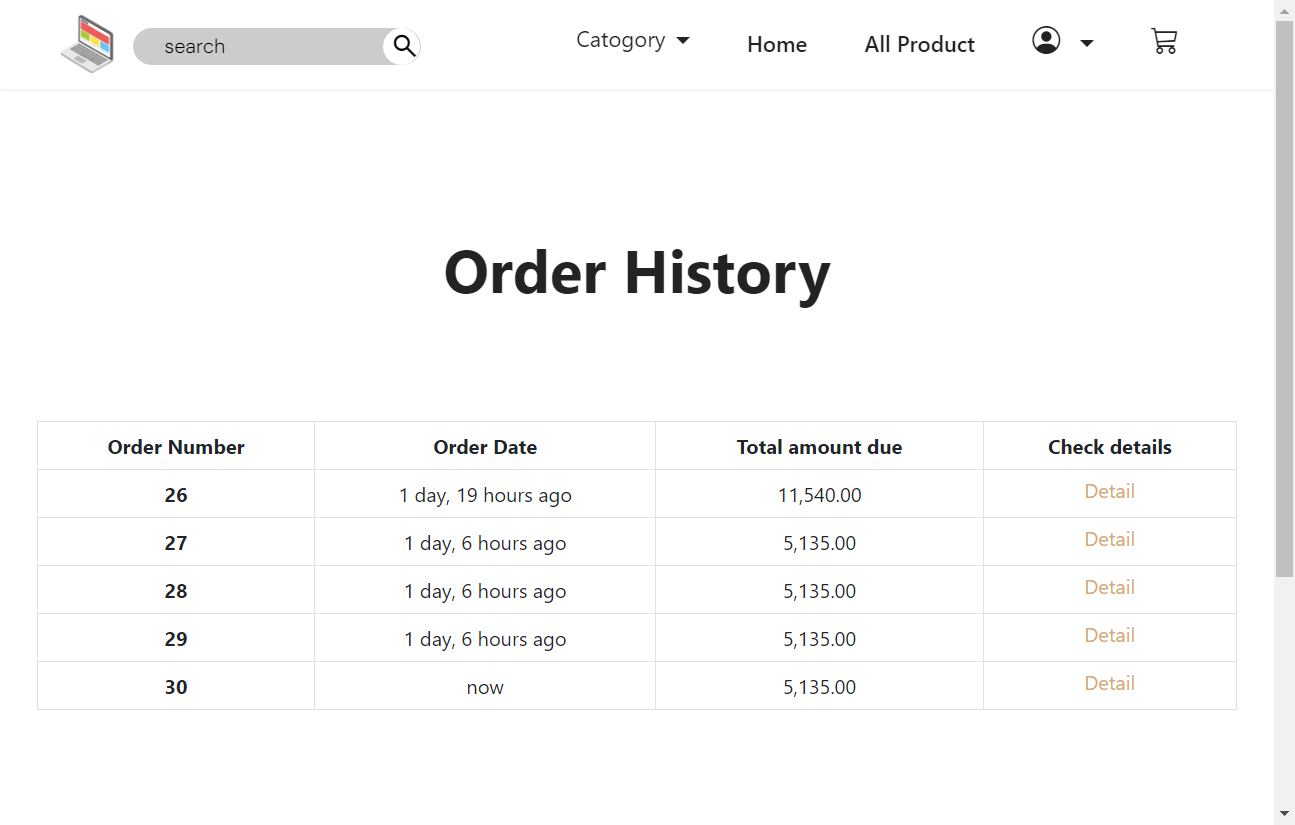 search
Catogory
Home
All Product
Order History
Order Number Order Date Total amount due Check details
26 1 day, 19 hours ago 11,540.00 Detail
27 1 day, 6 hours ago 5,135.00 Detail
28 1 day, 6 hours ago 5,135.00 Detail
29 1 day, 6 hours ago 5,135.00 Detail
30 now 5,135.00 Detail